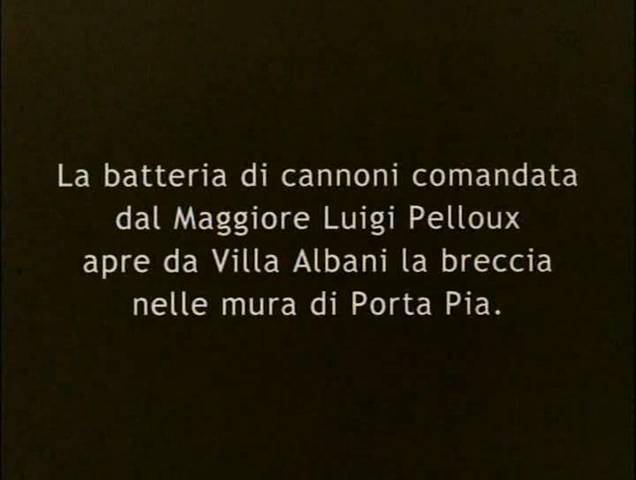 La batteria di cannoni comandata
dal Maggiore Luigi Pelloux
apre da Villa Albani la breccia
nelle mura di Porta Pia.